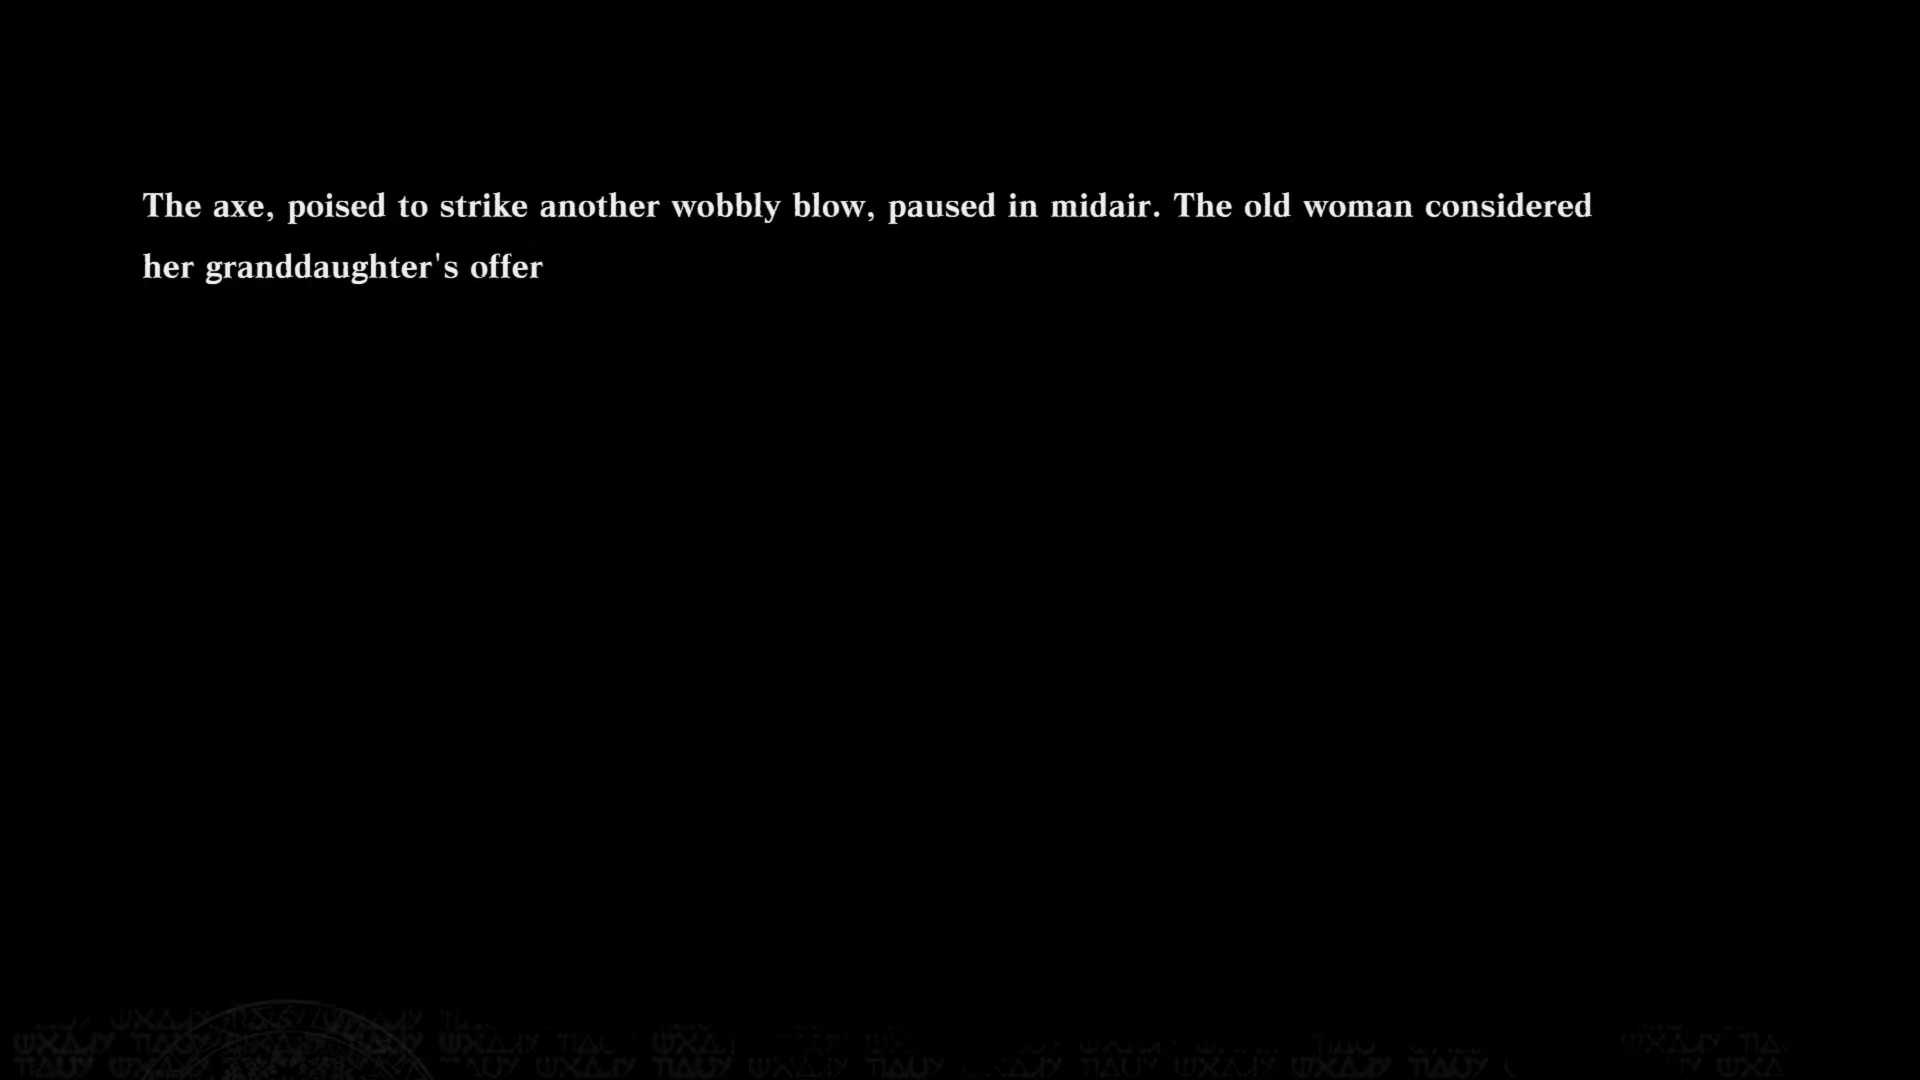 The axe, poised to strike another wobbly blow, paused in midair. The old woman considered
her granddaughter's offer